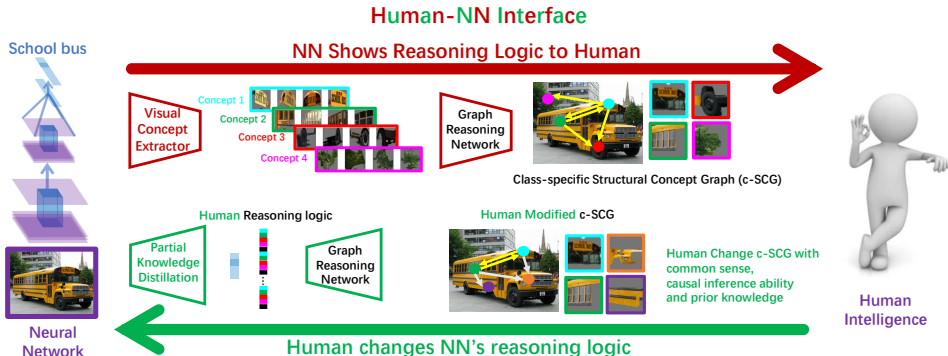 Human-NN Interface
School bus
NN Shows Reasoning Logic to Human
Concept 1
Concept 2
Concept 3
Concept 4
Visual
Concept
Extractor
Graph
Reasoning
Network
Class-specific Structural Concept Graph (c-SCG)
Human Reasoning logic
Human Modified c-SCG
Partial
Knowledge
Distillation
Graph
Reasoning
Network
Human Change c-SCG with
common sense,
causal inference ability
and prior knowledge
Human
Intelligence
Neural
Network
Human changes NN's reasoning logic